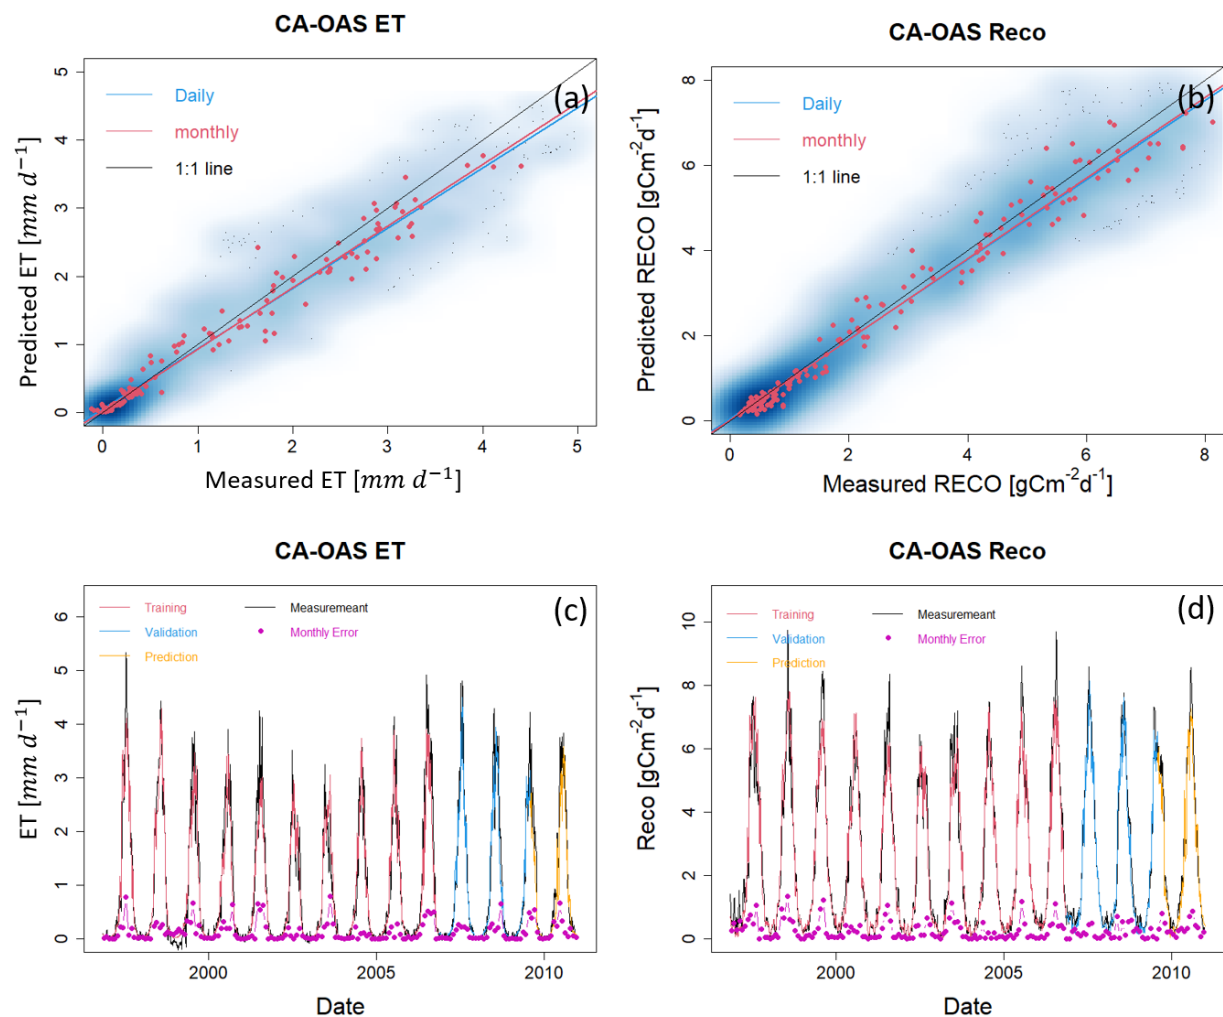 CA-OAS ET
(a)
Daily
monthly
1:1 line
Predicted ET [mm d⁻¹]
5
4
3
2
1
0
0 1 2 3 4 5
Measured ET [mm d⁻¹]
CA-OAS Reco
(b)
Daily
monthly
1:1 line
Predicted RECO [gCm⁻²d⁻¹]
8
6
4
2
0
0 2 4 6 8
Measured RECO [gCm⁻²d⁻¹]
CA-OAS ET
(c)
Training Measuremeant
Validation Monthly Error
Prediction
ET [mm d⁻¹]
6
5
4
3
2
1
0
2000 2005 2010
Date
CA-OAS Reco
(d)
Training Measuremeant
Validation Monthly Error
Prediction
Reco [gCm⁻²d⁻¹]
10
8
6
4
2
0
2000 2005 2010
Date